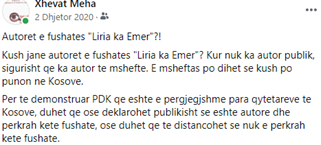 Xhevat Meha
2 Dhjetor 2020
Autoret e fushates "Liria ka Emer"?!
Kush jane autoret e fushates "Liria ka Emer"? Kur nuk ka autor publik,
sigurisht qe ka autor te mshefte. E msheftas po dihet se kush po
punon ne Kosove.
Per te demonstruar PDK qe eshte e pergjegjshme para qytetareve te
Kosove, duhet qe ose deklarohet publikisht se eshte autore dhe
perkrah kete fushate, ose duhet qe te distancohet se nuk e perkrah
kete fushate.